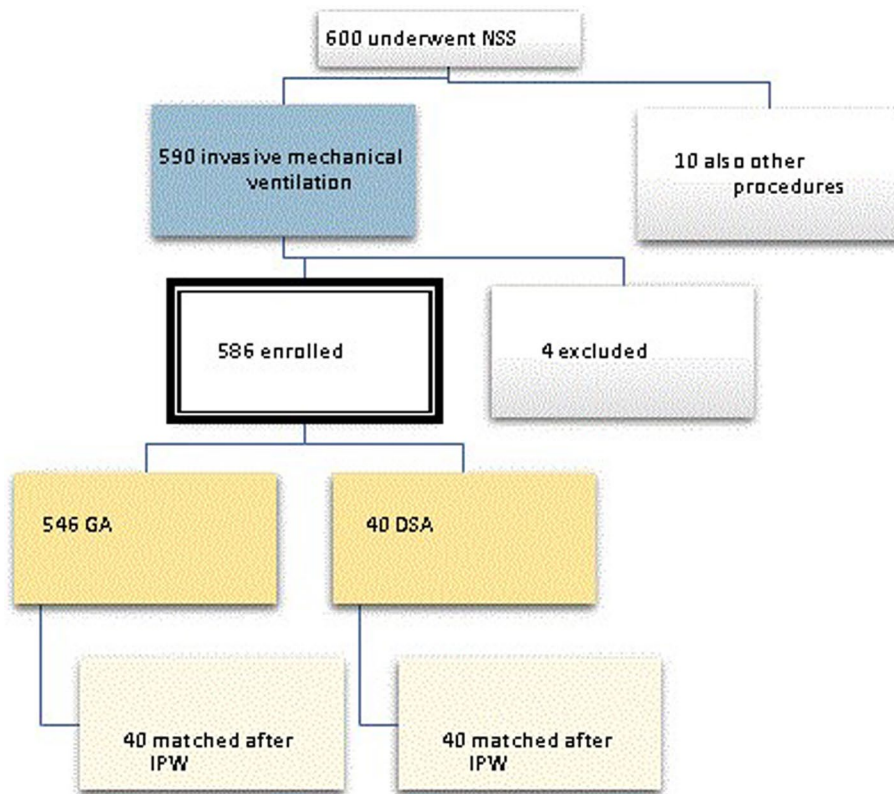 600 underwent NSS
590 invasive mechanical
ventilation
10 also other
procedures
586 enrolled
4 excluded
546 GA
40 DSA
40 matched after
IPW
40 matched after
IPW